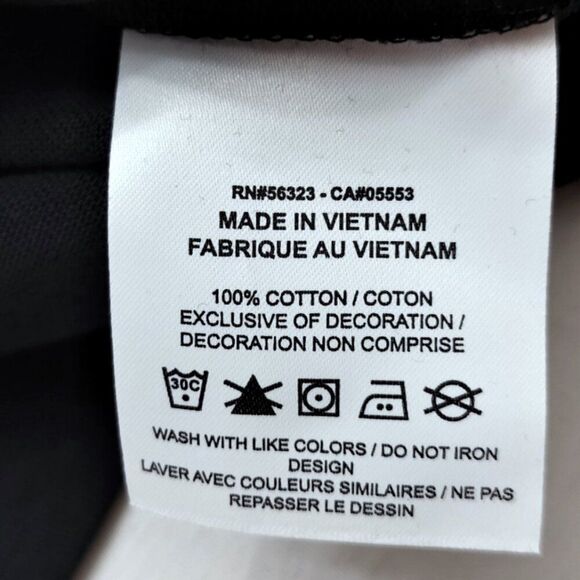 RN#56323 - CA#05553
MADE IN VIETNAM
FABRIQUE AU VIETNAM
100% COTTON / COTON
EXCLUSIVE OF DECORATION /
DECORATION NON COMPRISE
30C
WASH WITH LIKE COLORS / DO NOT IRON
DESIGN
LAVER AVEC COULEURS SIMILAIRES / NE PAS
REPASSER LE DESSIN